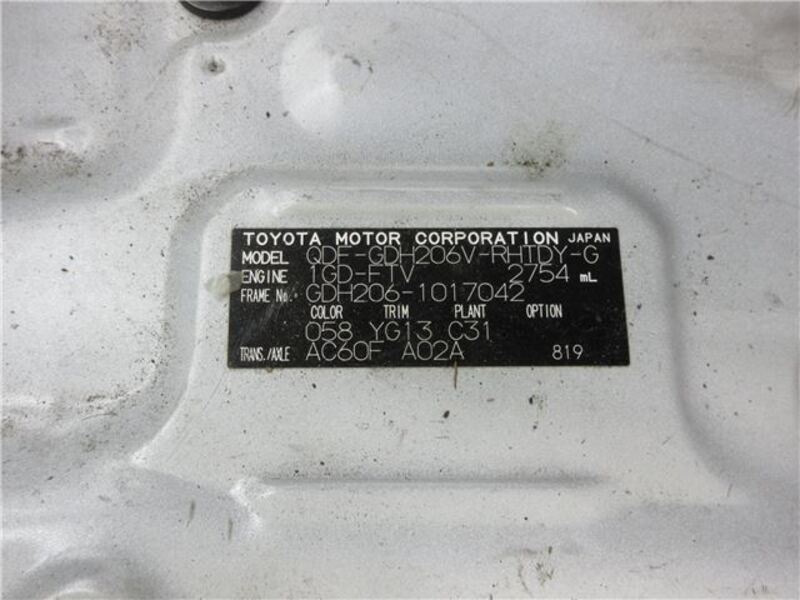 TOYOTA MOTOR CORPORATION JAPAN
MODEL QDF-GDH206V-RHTDY-G
ENGINE 1GD-FTV 2754 mL
FRAME No. GDH206-1017042
COLOR TRIM PLANT OPTION
058 YG13 C31
TRANS./AXLE AC60F A02A 819